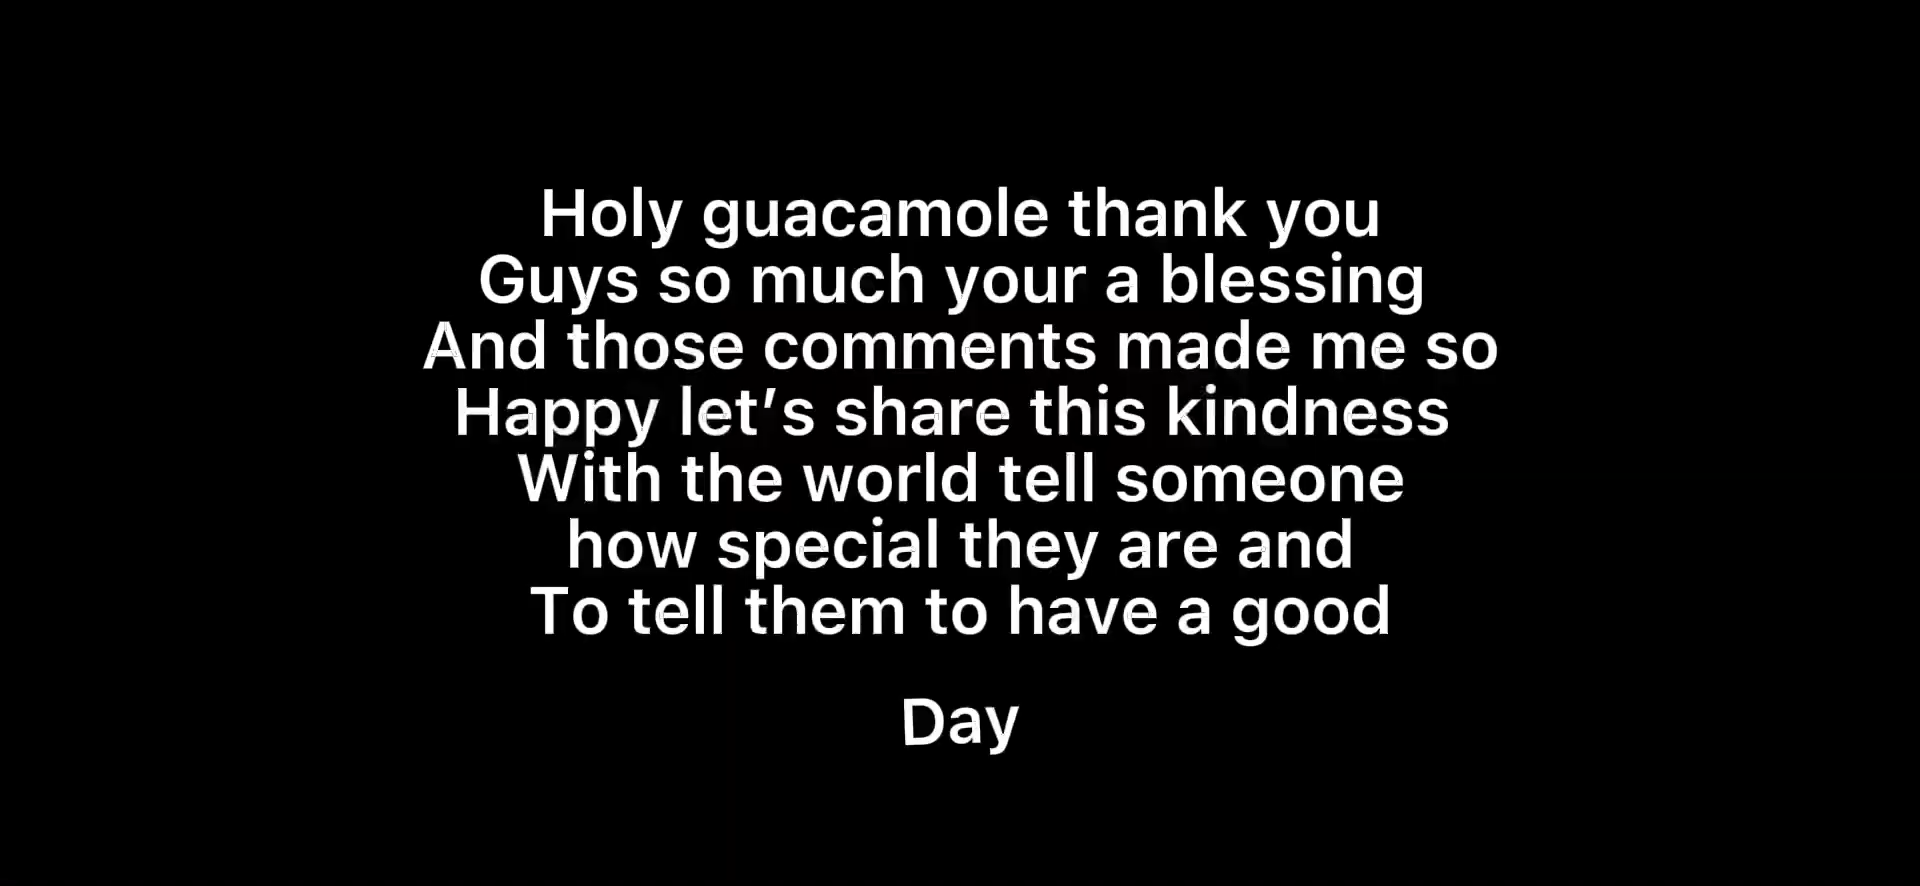 Holy guacamole thank you
Guys so much your a blessing
And those comments made me so
Happy let’s share this kindness
With the world tell someone
how special they are and
To tell them to have a good
Day